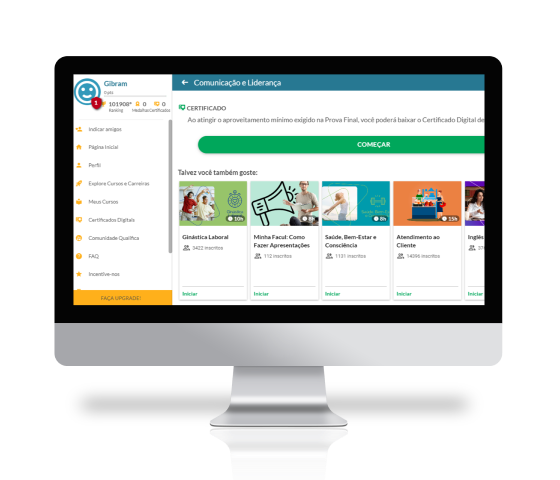 Gibram
0 pts
1
101908°
0
0
Ranking
Medalhas
Certificados
Indicar amigos
Página Inicial
Perfil
Explore Cursos e Carreiras
Meus Cursos
Certificados Digitais
Comunidade Qualifica
FAQ
Incentive-nos
FAÇA UPGRADE!
Comunicação e Liderança
CERTIFICADO
Ao atingir o aproveitamento mínimo exigido na Prova Final, você poderá baixar o Certificado Digital de
COMEÇAR
Talvez você também goste:
10h
Ginástica Laboral
3422 inscritos
Iniciar
8h
Minha Facul: Como
Fazer Apresentações
112 inscritos
Iniciar
8h
Saúde, Bem-Estar e
Consciência
1131 inscritos
Iniciar
15h
Atendimento ao
Cliente
14096 inscritos
Iniciar
Inglês
Iniciar